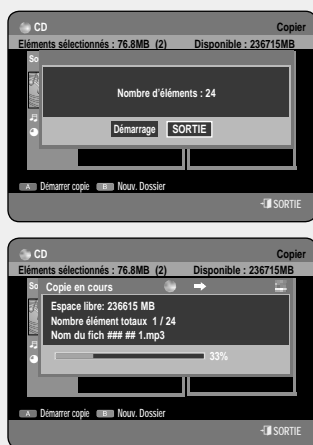 CD Copier
Eléments sélectionnés : 76.8MB (2) Disponible : 236715MB
So
Nombre d'éléments : 24
Démarrage SORTIE
A Démarrer copie B Nouv. Dossier
SORTIE
CD Copier
Eléments sélectionnés : 76.8MB (2) Disponible : 236715MB
So Copie en cours
Espace libre: 236615 MB
Nombre élément totaux 1 / 24
Nom du fich ### ## 1.mp3
33%
A Démarrer copie B Nouv. Dossier
SORTIE